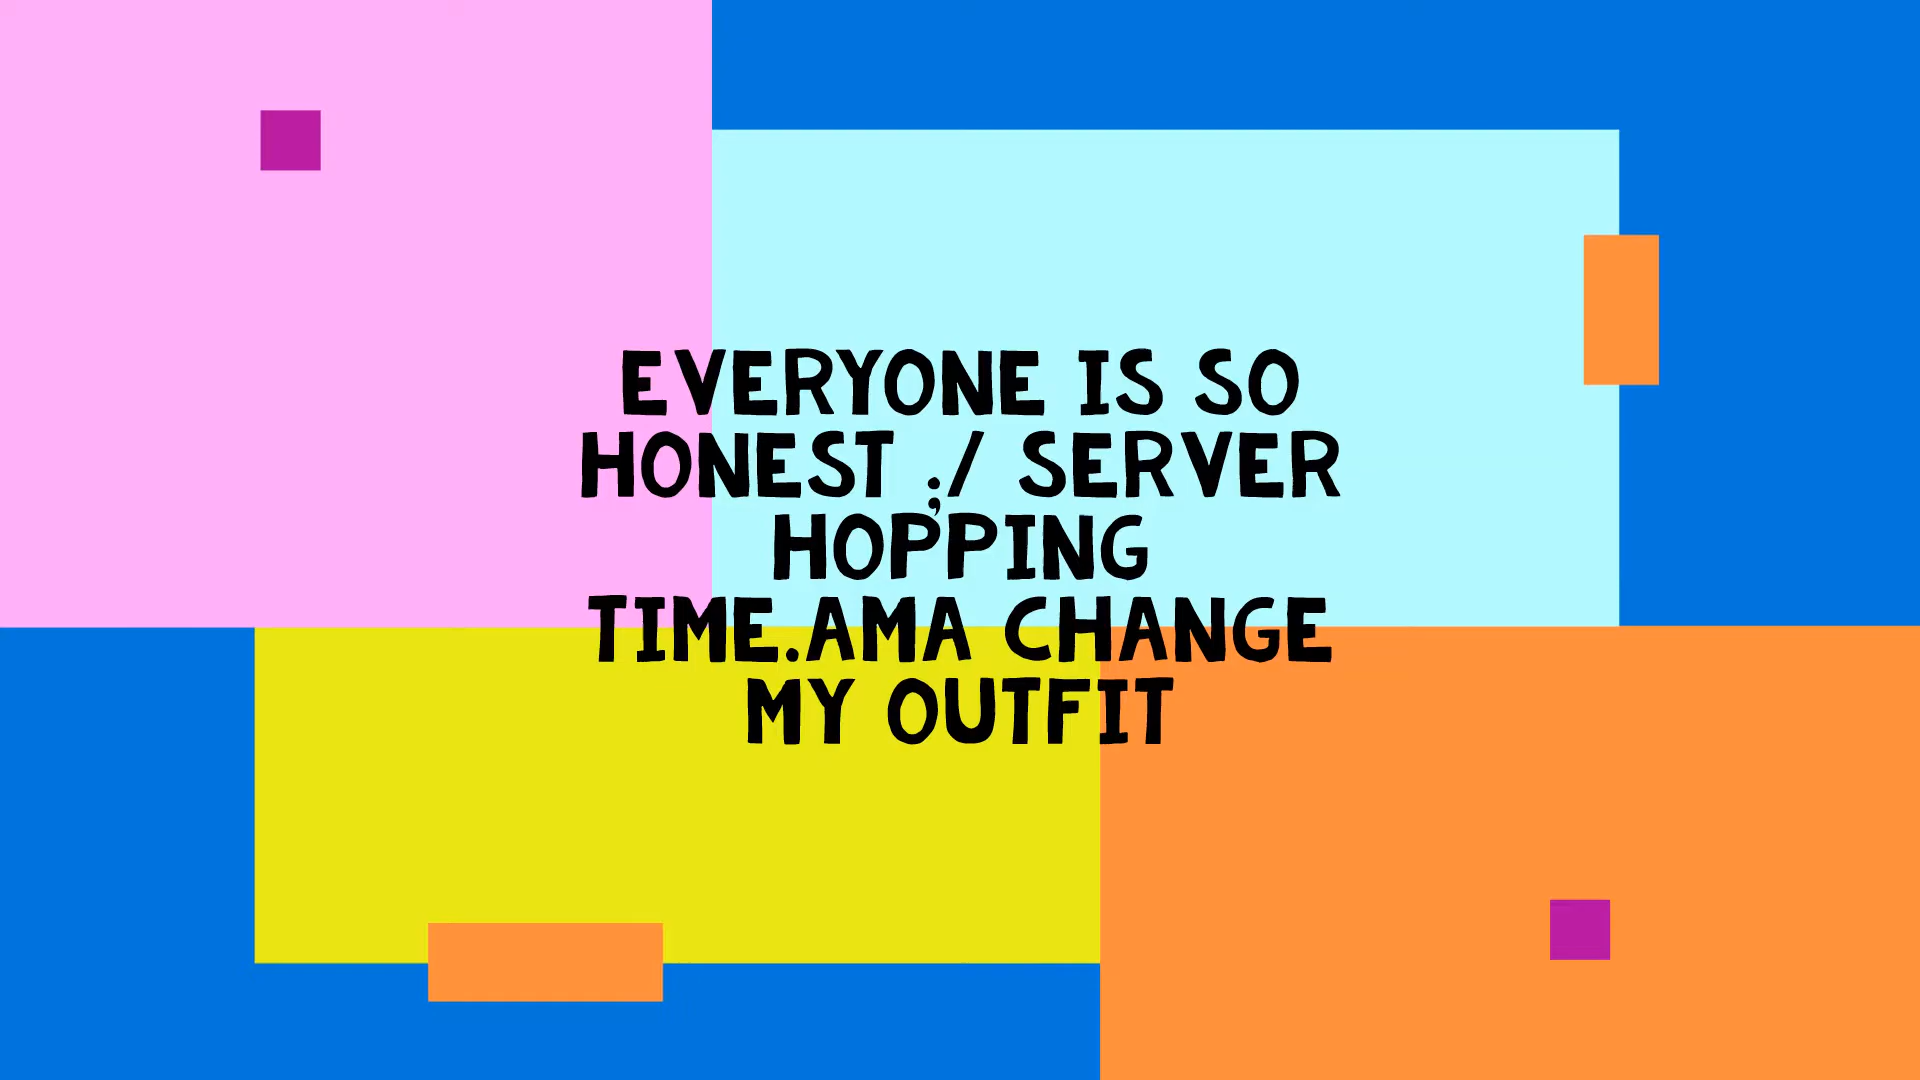 EVERYONE IS SO
HONEST ;/ SERVER
HOPPING
TIME.AMA CHANGE
MY OUTFIT